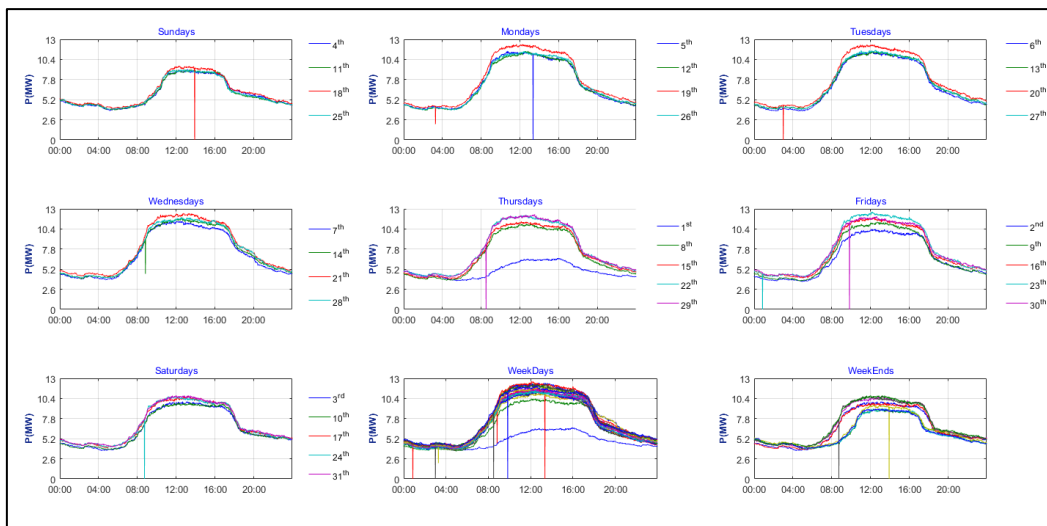 Sundays
P(MW)
13
10.4
7.8
5.2
2.6
0
00:00 04:00 08:00 12:00 16:00 20:00
4th
11th
18th
25th
Mondays
P(MW)
13
10.4
7.8
5.2
2.6
0
00:00 04:00 08:00 12:00 16:00 20:00
5th
12th
19th
26th
Tuesdays
P(MW)
13
10.4
7.8
5.2
2.6
0
00:00 04:00 08:00 12:00 16:00 20:00
6th
13th
20th
27th
Wednesdays
P(MW)
13
10.4
7.8
5.2
2.6
0
00:00 04:00 08:00 12:00 16:00 20:00
7th
14th
21th
28th
Thursdays
P(MW)
13
10.4
7.8
5.2
2.6
0
00:00 04:00 08:00 12:00 16:00 20:00
1st
8th
15th
22th
29th
Fridays
P(MW)
13
10.4
7.8
5.2
2.6
0
00:00 04:00 08:00 12:00 16:00 20:00
2nd
9th
16th
23th
30th
Saturdays
P(MW)
13
10.4
7.8
5.2
2.6
0
00:00 04:00 08:00 12:00 16:00 20:00
3rd
10th
17th
24th
31th
WeekDays
P(MW)
13
10.4
7.8
5.2
2.6
0
00:00 04:00 08:00 12:00 16:00 20:00
WeekEnds
P(MW)
13
10.4
7.8
5.2
2.6
0
00:00 04:00 08:00 12:00 16:00 20:00